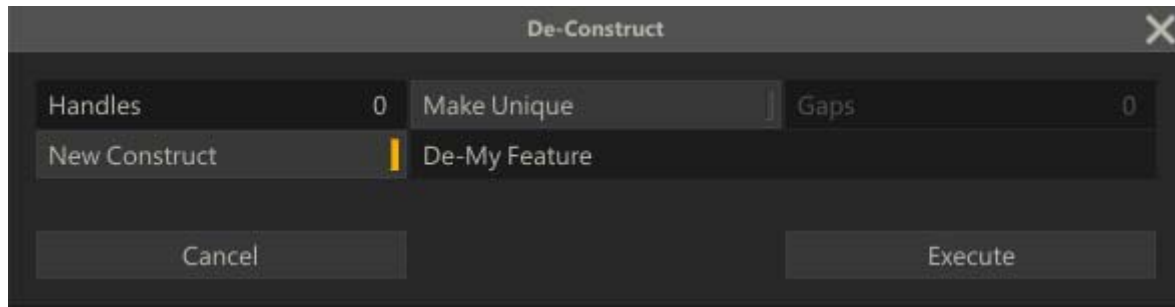 De-Construct
Handles 0 Make Unique Gaps 0
New Construct De-My Feature
Cancel Execute